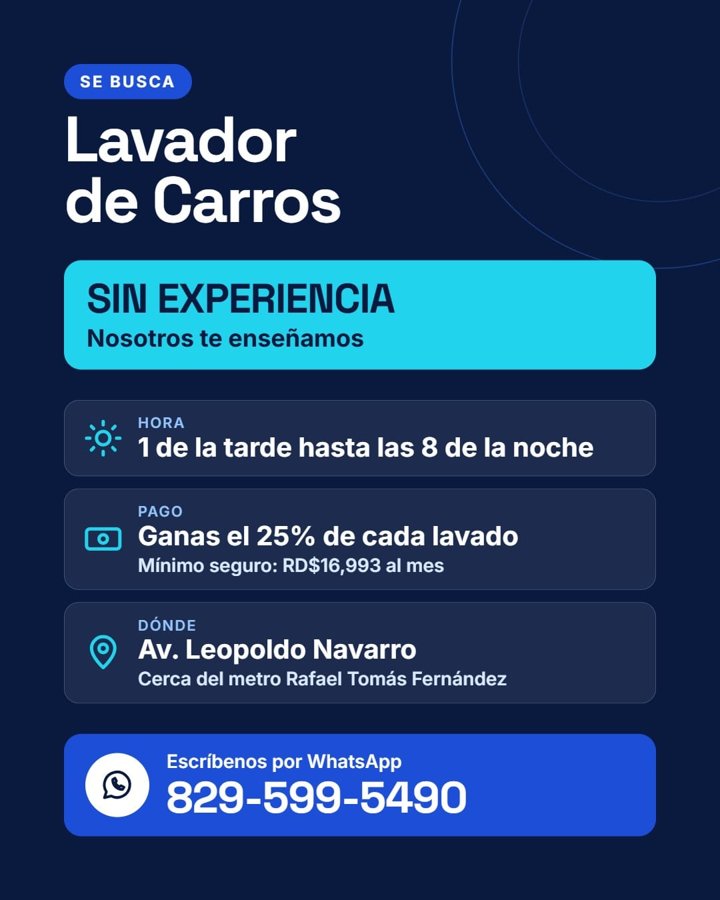 SE BUSCA
Lavador
de Carros
SIN EXPERIENCIA
Nosotros te enseñamos
HORA
1 de la tarde hasta las 8 de la noche
PAGO
Ganas el 25% de cada lavado
Mínimo seguro: RD$16,993 al mes
DÓNDE
Av. Leopoldo Navarro
Cerca del metro Rafael Tomás Fernández
Escríbenos por WhatsApp
829-599-5490